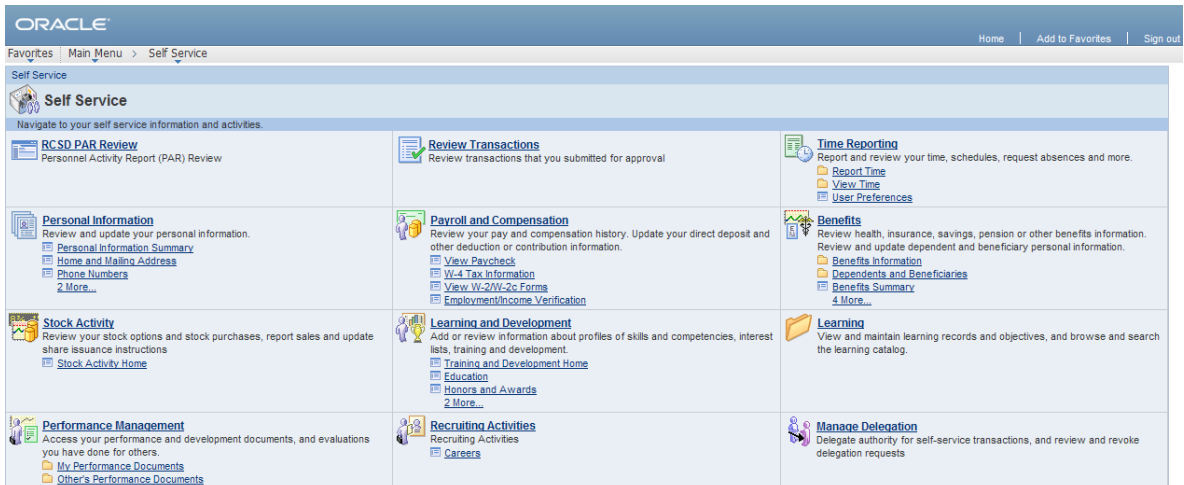 ORACLE
Home | Add to Favorites | Sign out
Favorites Main Menu > Self Service
Self Service
Self Service
Navigate to your self service information and activities.
RCSD PAR Review
Personnel Activity Report (PAR) Review
Review Transactions
Review transactions that you submitted for approval
Time Reporting
Report and review your time, schedules, request absences and more.
Report Time
View Time
User Preferences
Personal Information
Review and update your personal information.
Personal Information Summary
Home and Mailing Address
Phone Numbers
2 More...
Payroll and Compensation
Review your pay and compensation history. Update your direct deposit and
other deduction or contribution information.
View Paycheck
W-4 Tax Information
View W-2/W-2c Forms
Employment/Income Verification
Benefits
Review health, insurance, savings, pension or other benefits information.
Review and update dependent and beneficiary personal information.
Benefits Information
Dependents and Beneficiaries
Benefits Summary
4 More...
Stock Activity
Review your stock options and stock purchases, report sales and update
share issuance instructions
Stock Activity Home
Learning and Development
Add or review information about profiles of skills and competencies, interest
lists, training and development.
Training and Development Home
Education
Honors and Awards
2 More...
Learning
View and maintain learning records and objectives, and browse and search
the learning catalog.
Performance Management
Access your performance and development documents, and evaluations
you have done for others.
My Performance Documents
Other's Performance Documents
Recruiting Activities
Recruiting Activities
Careers
Manage Delegation
Delegate authority for self-service transactions, and review and revoke
delegation requests